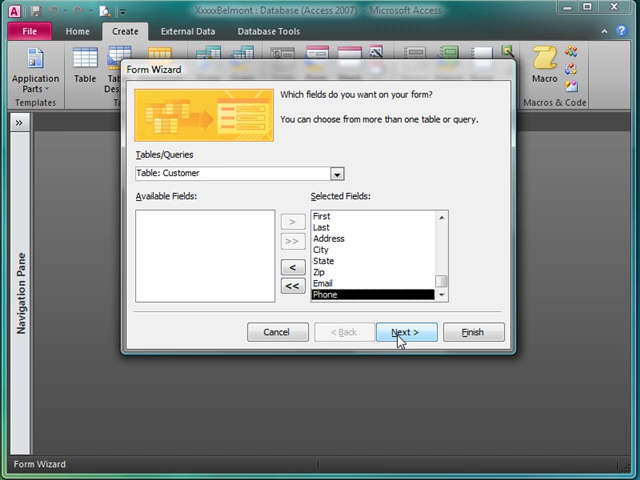 XxxxxBelmont : Database (Access 2007) - Microsoft Access
File
Home
Create
External Data
Database Tools
Application
Parts
Templates
Table
Macro
Macros & Code
Form Wizard
Which fields do you want on your form?
You can choose from more than one table or query.
Tables/Queries
Table: Customer
Available Fields:
Selected Fields:
First
Last
Address
City
State
Zip
Email
Phone
>
>>
<
<<
Cancel
< Back
Next >
Finish
Navigation Pane
Form Wizard